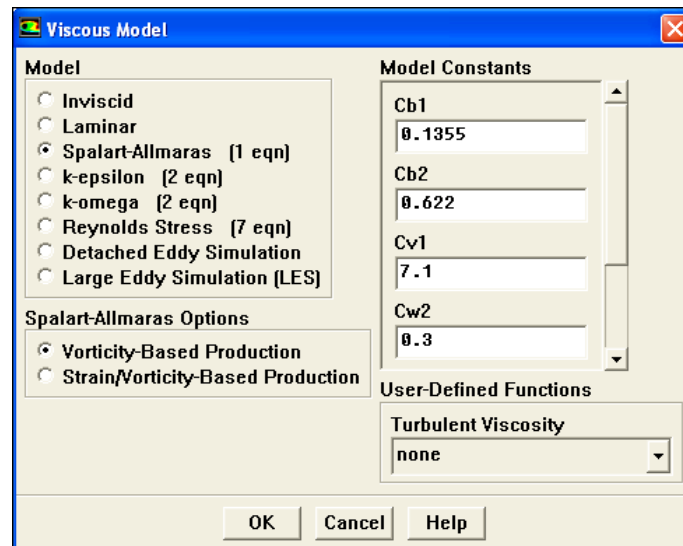 Viscous Model
Model
Inviscid
Laminar
Spalart-Allmaras (1 eqn)
k-epsilon (2 eqn)
k-omega (2 eqn)
Reynolds Stress (7 eqn)
Detached Eddy Simulation
Large Eddy Simulation (LES)
Spalart-Allmaras Options
Vorticity-Based Production
Strain/Vorticity-Based Production
Model Constants
Cb1
0.1355
Cb2
0.622
Cv1
7.1
Cw2
0.3
User-Defined Functions
Turbulent Viscosity
none
OK Cancel Help